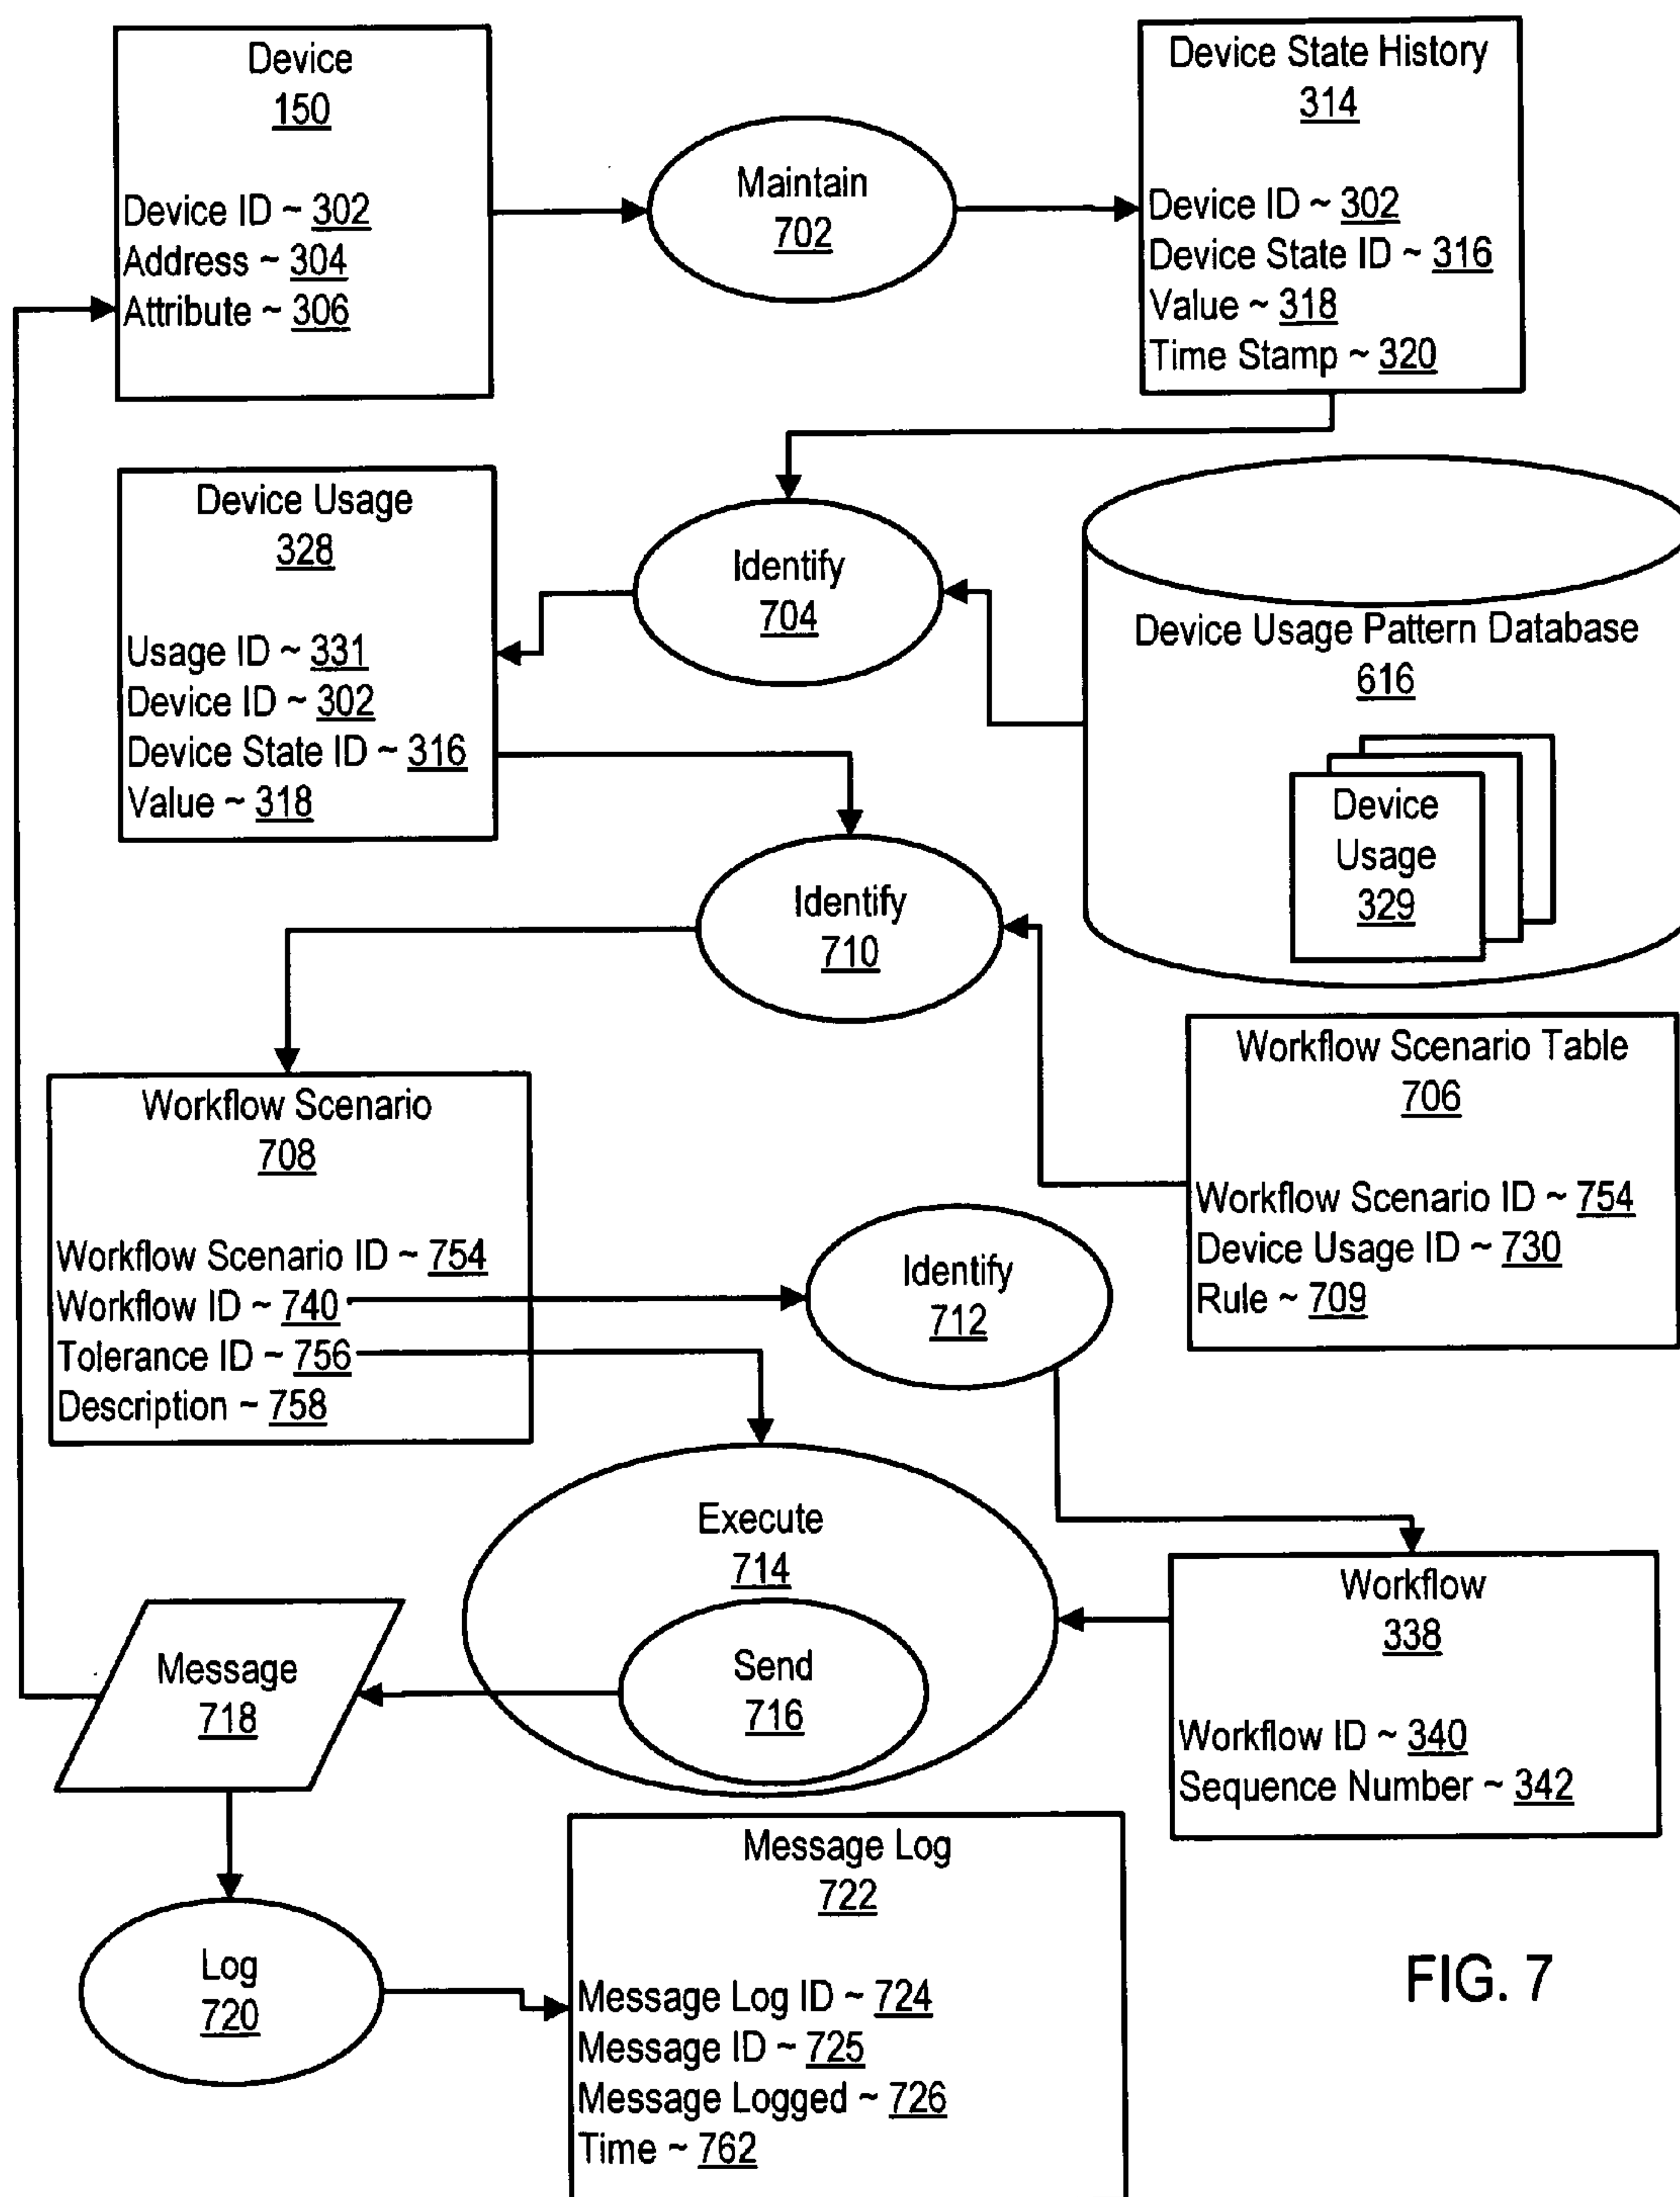 Device
150
Device ID ~ 302
Address ~ 304
Attribute ~ 306
Maintain
702
Device State History
314
Device ID ~ 302
Device State ID ~ 316
Value ~ 318
Time Stamp ~ 320
Device Usage
328
Usage ID ~ 331
Device ID ~ 302
Device State ID ~ 316
Value ~ 318
Identify
704
Device Usage Pattern Database
616
Device
Usage
329
Identify
710
Workflow Scenario Table
706
Workflow Scenario ID ~ 754
Device Usage ID ~ 730
Rule ~ 709
Workflow Scenario
708
Workflow Scenario ID ~ 754
Workflow ID ~ 740
Tolerance ID ~ 756
Description ~ 758
Identify
712
Execute
714
Send
716
Workflow
338
Workflow ID ~ 340
Sequence Number ~ 342
Message
718
Log
720
Message Log
722
Message Log ID ~ 724
Message ID ~ 725
Message Logged ~ 726
Time ~ 762
FIG. 7